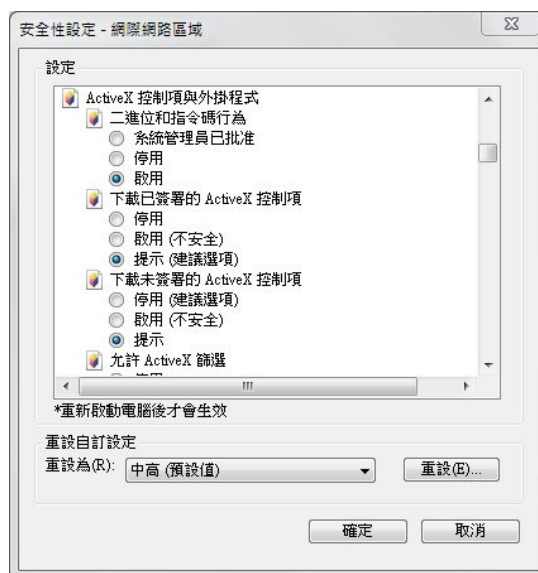 安全性設定 - 網際網路區域
設定
ActiveX 控制項與外掛程式
二進位和指令碼行為
系統管理員已批准
停用
啟用
下載已簽署的 ActiveX 控制項
停用
啟用 (不安全)
提示 (建議選項)
下載未簽署的 ActiveX 控制項
停用 (建議選項)
啟用 (不安全)
提示
允許 ActiveX 篩選
*重新啟動電腦後才會生效
重設自訂設定
重設為(R): 中高 (預設值) 重設(E)...
確定 取消